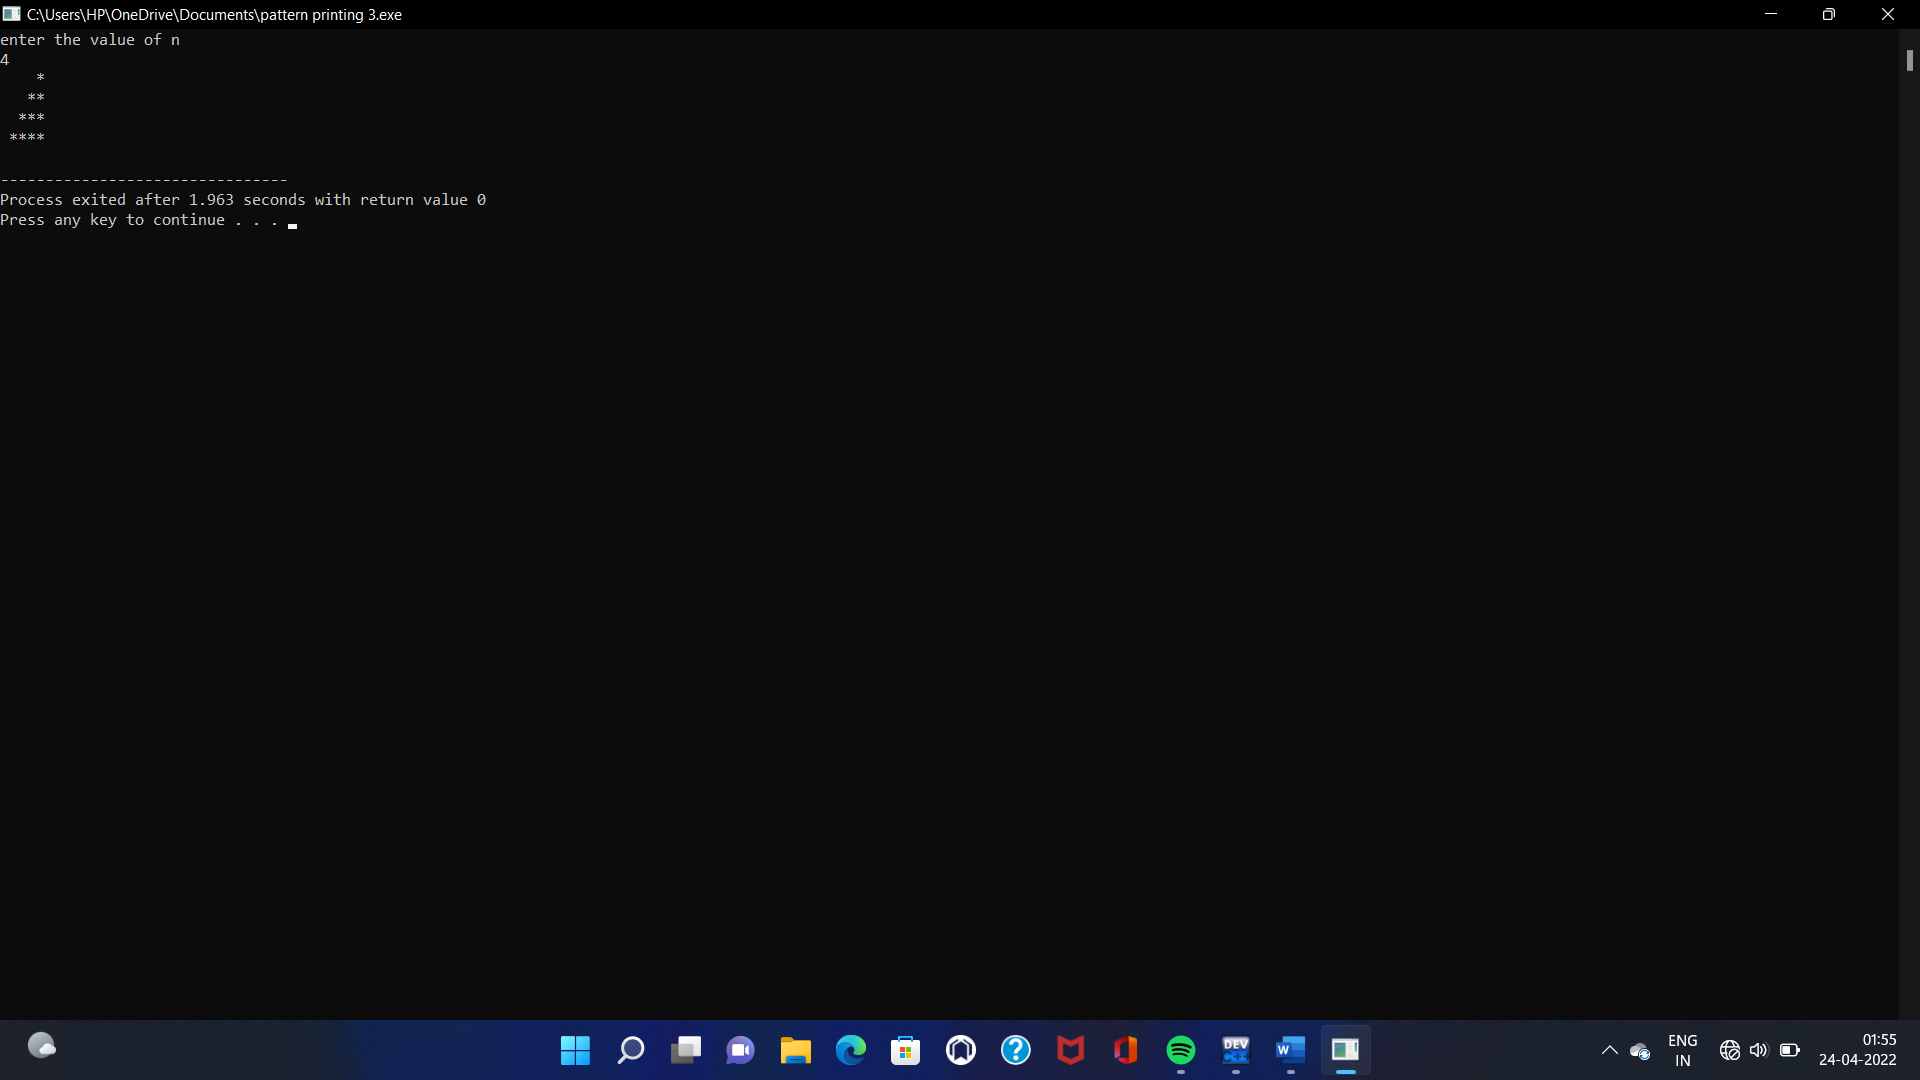 C:\Users\HP\OneDrive\Documents\pattern printing 3.exe
enter the value of n
4
    *
   **
  ***
 ****
--------------------------------
Process exited after 1.963 seconds with return value 0
Press any key to continue . . .
DEV
C++
W
ENG
IN
01:55
24-04-2022